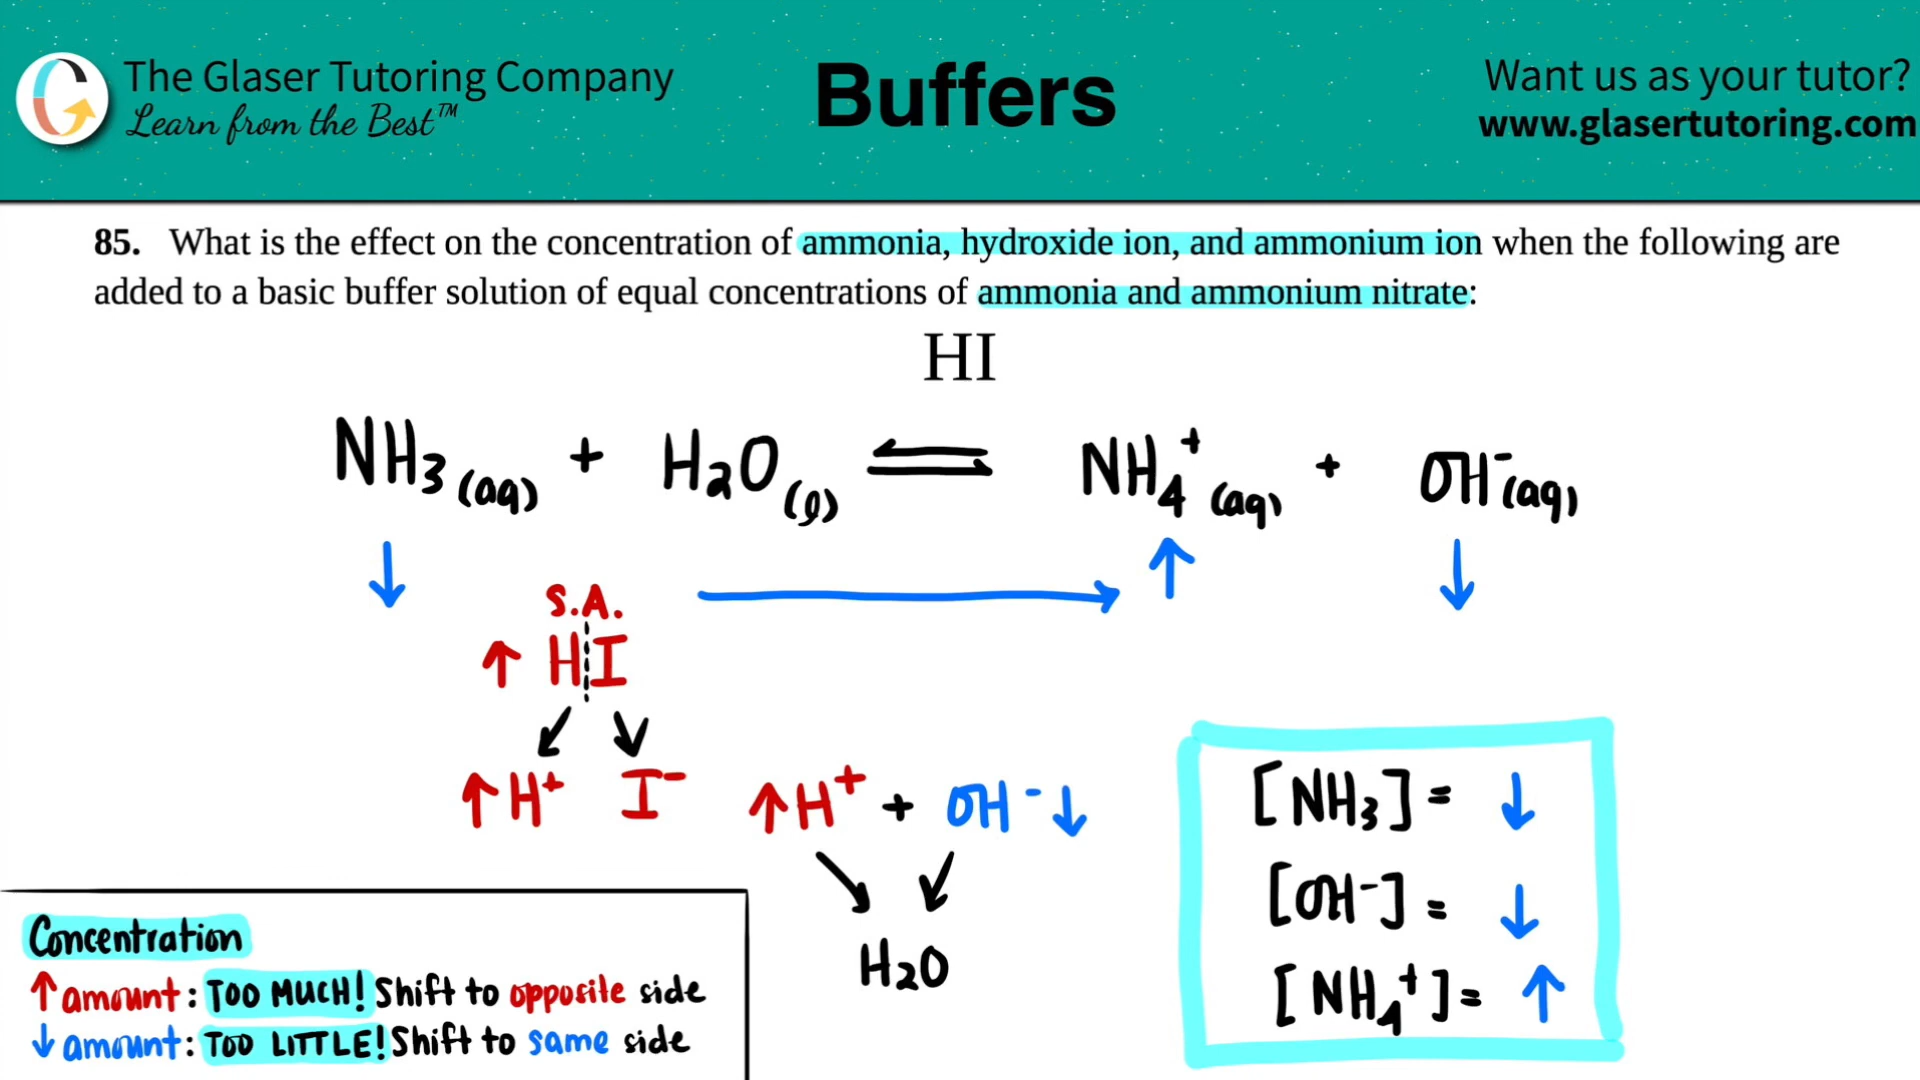 The Glaser Tutoring Company
Learn from the Best™
Buffers
Want us as your tutor?
www.glasertutoring.com
85. What is the effect on the concentration of ammonia, hydroxide ion, and ammonium ion when the following are
added to a basic buffer solution of equal concentrations of ammonia and ammonium nitrate:
HI
NH₃(aq) + H₂O(l) ⇌ NH₄⁺(aq) + OH⁻(aq)
↓ → ↑ ↓
S.A.
↑ HI
↑H⁺ I⁻
↑H⁺ + OH⁻↓
H₂O
[NH₃] = ↓
[OH⁻] = ↓
[NH₄⁺] = ↑
Concentration
↑amount: TOO MUCH! Shift to opposite side
↓amount: TOO LITTLE! Shift to same side